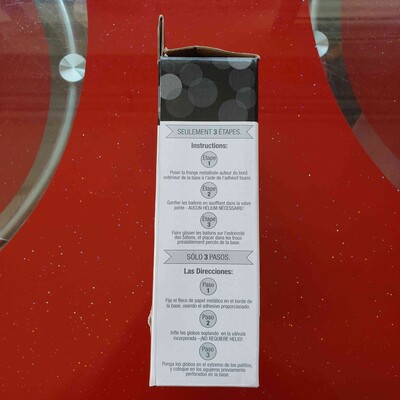 SEULEMENT 3 ÉTAPES.
Instructions:
Étape
1
Poser la frange métallisée autour du bord
extérieur de la base à l'aide de l'adhésif fourni.
Étape
2
Gonfler les ballons en soufflant dans la valve
jointe - AUCUN HÉLIUM NÉCESSAIRE!
Étape
3
Faire glisser les ballons sur l'extrémité
des bâtons, et placer dans les trous
préalablement percés de la base.
SÓLO 3 PASOS.
Las Direcciones:
Paso
1
Fije el fleco de papel metálico en el borde de
la base, usando el adhesivo proporcionado.
Paso
2
Infle los globos soplando en la válvula
incorporada - ¡NO REQUIERE HELIO!
Paso
3
Ponga los globos en el extremo de los palitos,
y coloque en los agujeros previamente
perforados en la base.